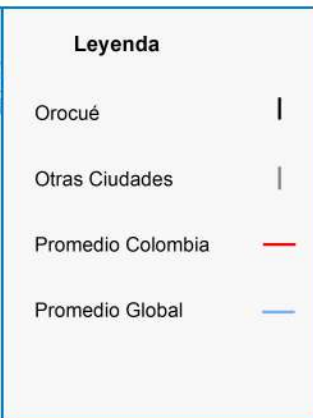 Leyenda
Orocué
Otras Ciudades
Promedio Colombia
Promedio Global